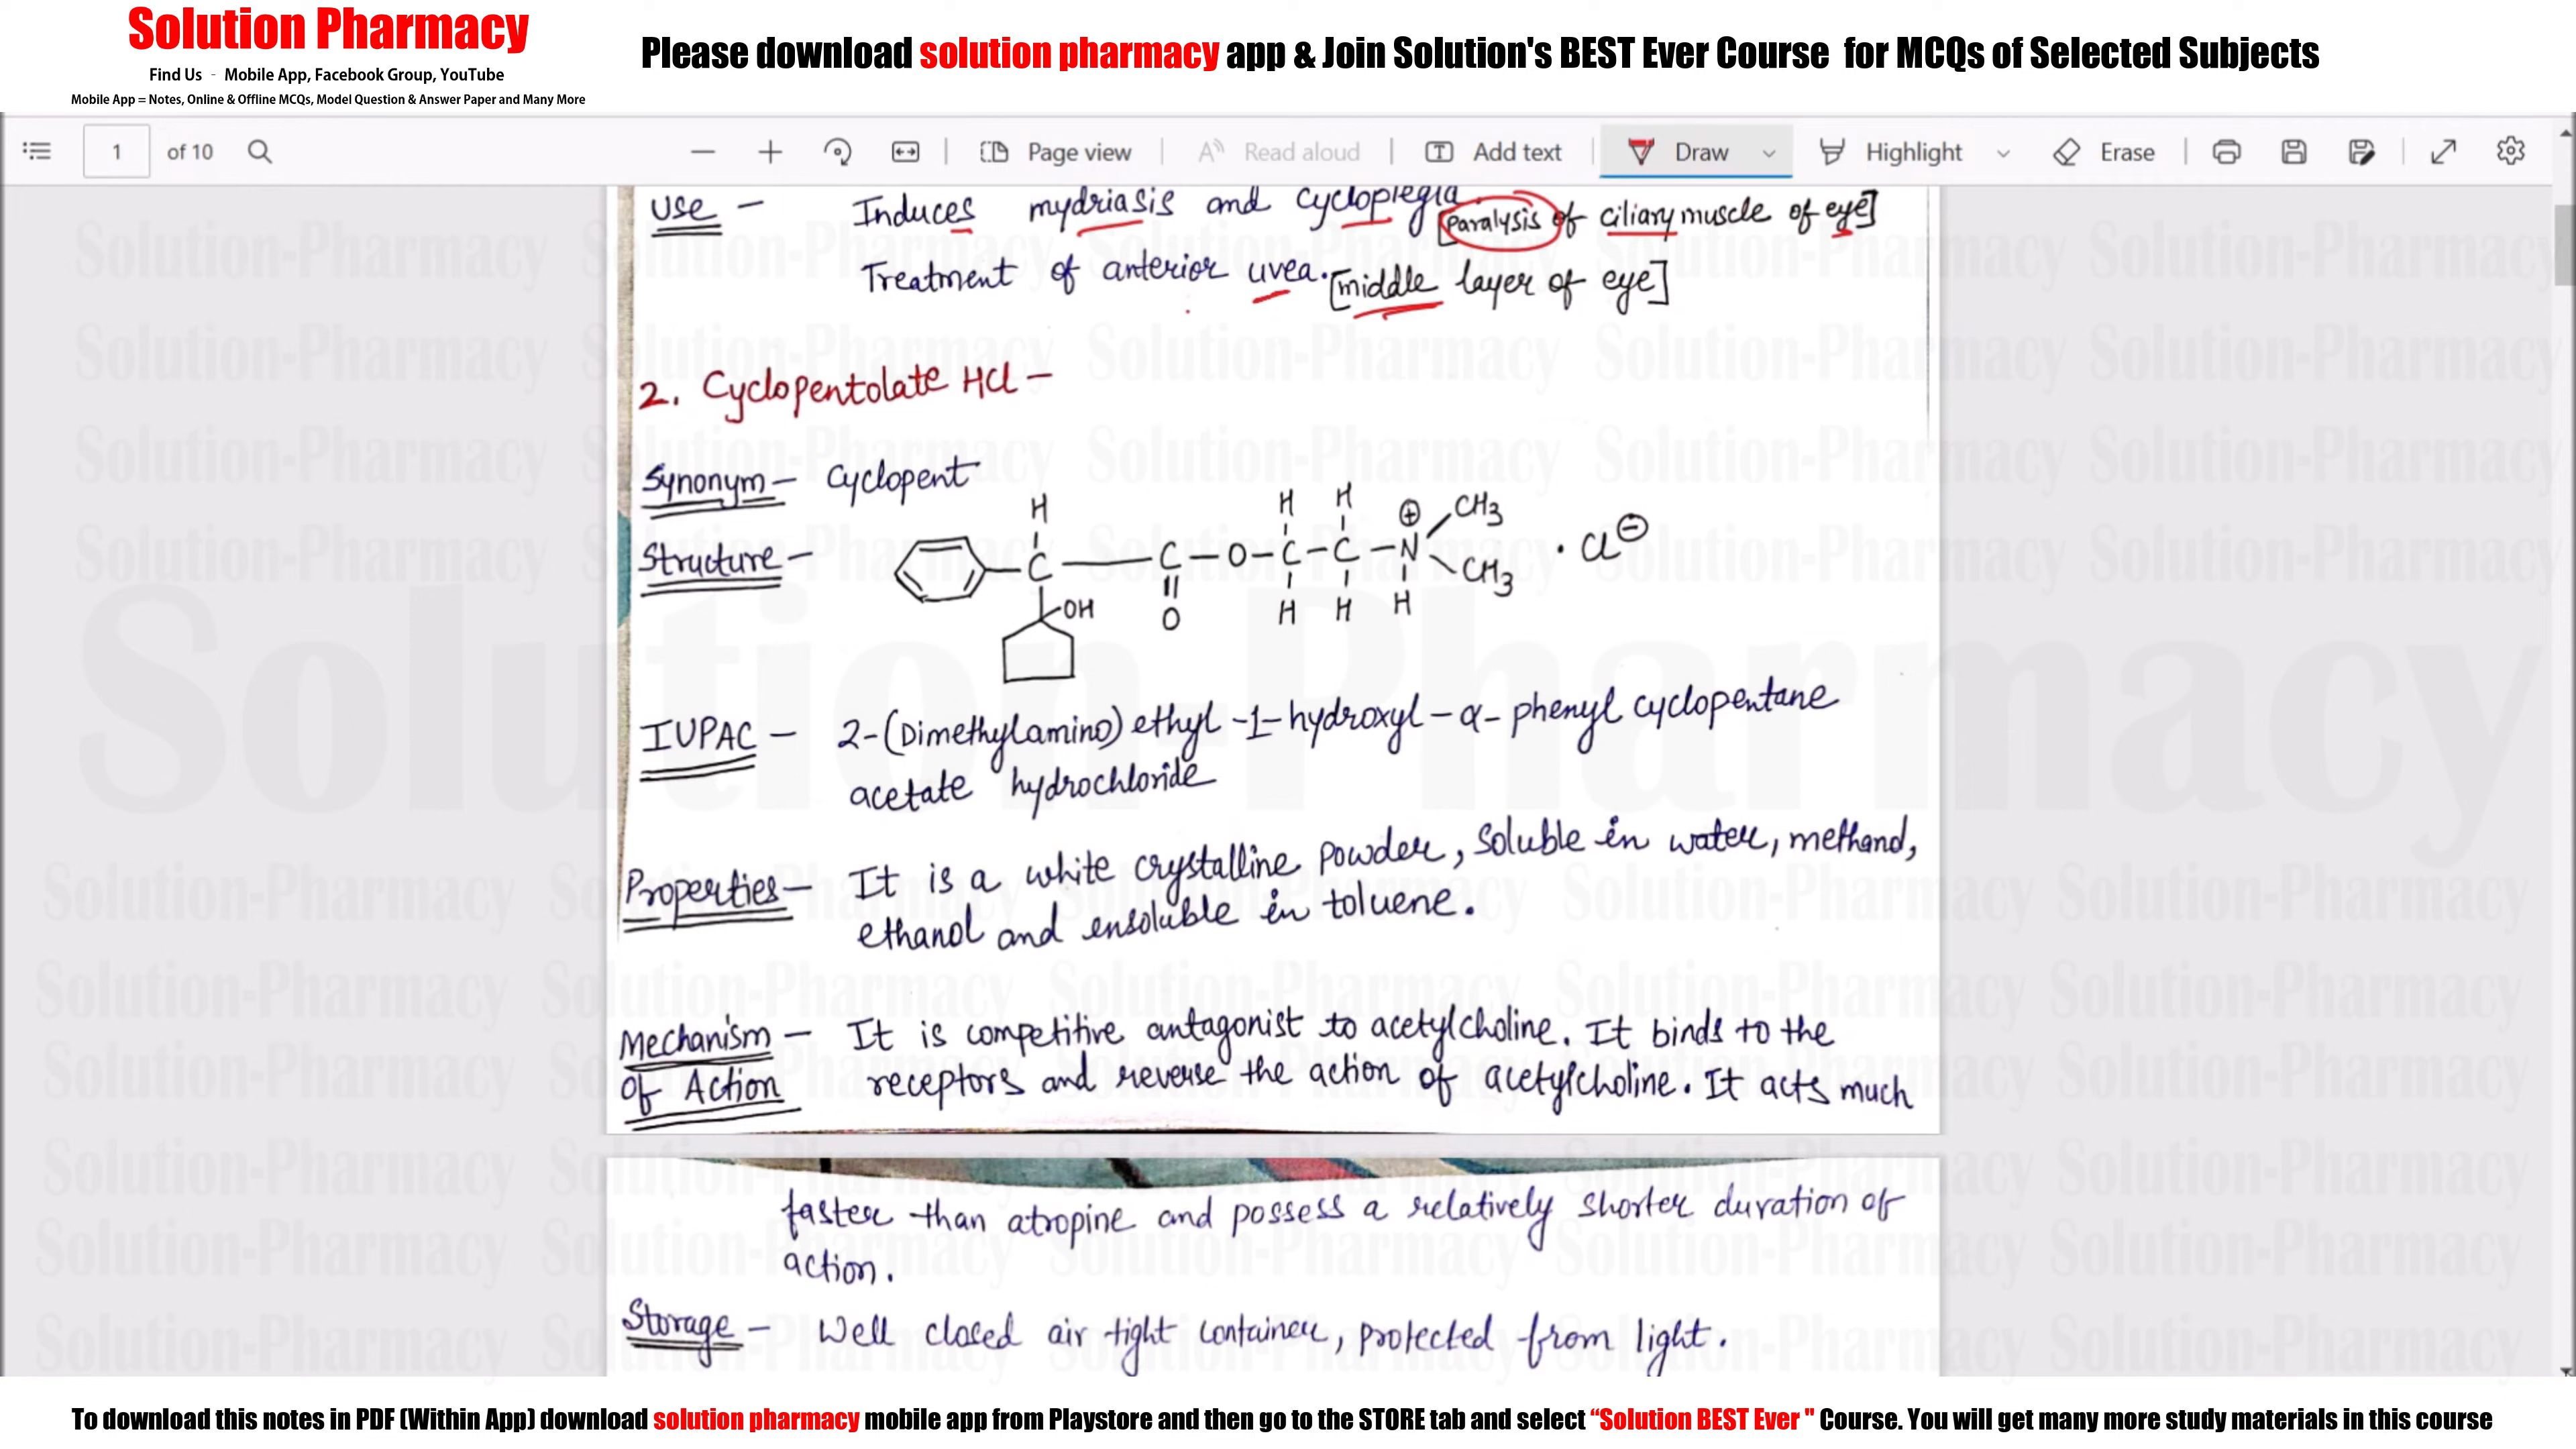 Solution Pharmacy
Find Us - Mobile App, Facebook Group, YouTube
Mobile App = Notes, Online & Offline MCQs, Model Question & Answer Paper and Many More
Please download solution pharmacy app & Join Solution's BEST Ever Course for MCQs of Selected Subjects
1 of 10 Page view Read aloud Add text Draw Highlight Erase
Use - Induces mydriasis and cycloplegia [paralysis of ciliary muscle of eye]
Treatment of anterior uvea. [middle layer of eye]
2. Cyclopentolate HCl -
Synonym - Cyclopent
Structure -
H H H ⊕ CH3
C C - O - C - C - N · Cl⊖
CH3
OH O H H H
IUPAC - 2-(Dimethylamino) ethyl -1- hydroxyl - α - phenyl cyclopentane
acetate hydrochloride
Properties - It is a white crystalline powder, soluble in water, methanol,
ethanol and ensoluble in toluene.
Mechanism of Action - It is competitive antagonist to acetylcholine. It binds to the
receptors and reverse the action of acetylcholine. It acts much
faster than atropine and possess a relatively shorter duration of
action.
Storage - Well closed air tight container, protected from light.
Solution-Pharmacy
To download this notes in PDF (Within App) download solution pharmacy mobile app from Playstore and then go to the STORE tab and select “Solution BEST Ever " Course. You will get many more study materials in this course